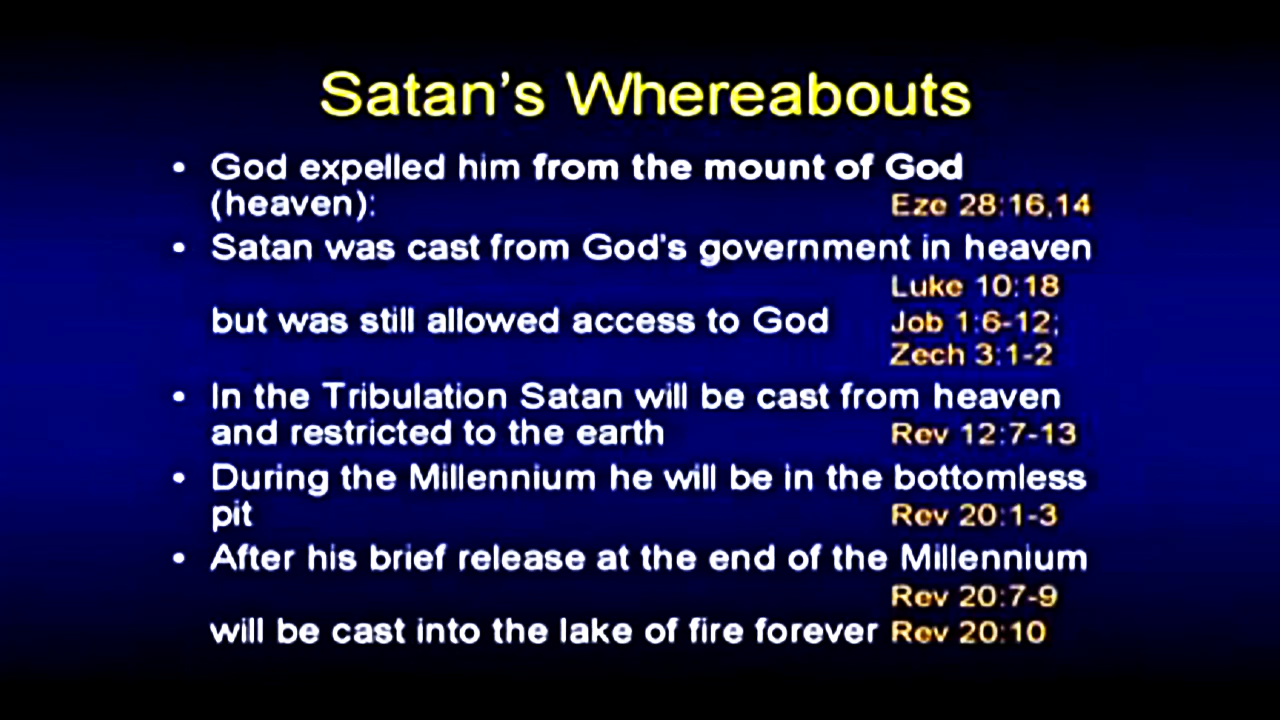 Satan's Whereabouts
• God expelled him from the mount of God
(heaven): Eze 28:16,14
• Satan was cast from God's government in heaven
Luke 10:18
but was still allowed access to God Job 1:6-12;
Zech 3:1-2
• In the Tribulation Satan will be cast from heaven
and restricted to the earth Rev 12:7-13
• During the Millennium he will be in the bottomless
pit Rev 20:1-3
• After his brief release at the end of the Millennium
Rev 20:7-9
will be cast into the lake of fire forever Rev 20:10